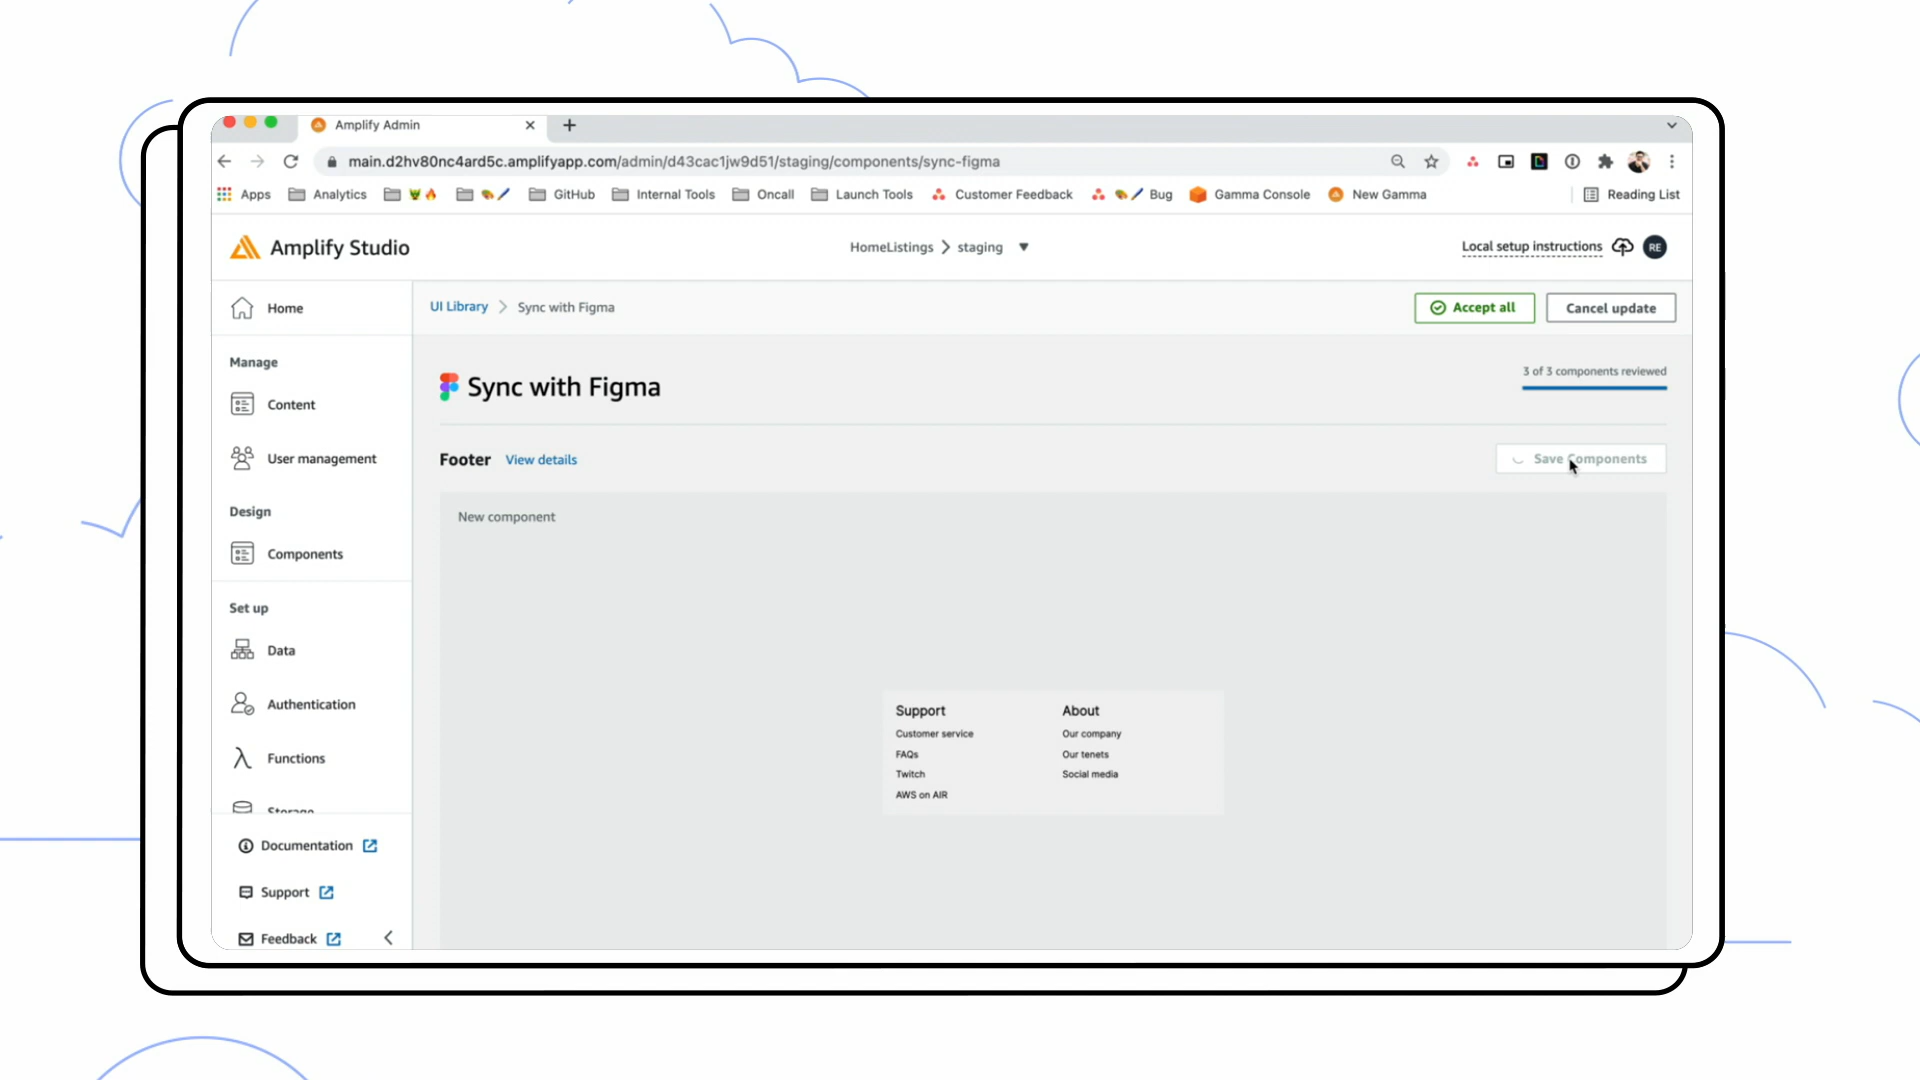 Amplify Admin
main.d2hv80nc4ard5c.amplifyapp.com/admin/d43cac1jw9d51/staging/components/sync-figma
Apps Analytics GitHub Internal Tools Oncall Launch Tools Customer Feedback Bug Gamma Console New Gamma Reading List
Amplify Studio
HomeListings staging
Local setup instructions RE
Home
UI Library Sync with Figma
Accept all Cancel update
Manage
Content
User management
Design
Components
Set up
Data
Authentication
Functions
Storage
Documentation
Support
Feedback
Sync with Figma
3 of 3 components reviewed
Footer View details
Save Components
New component
Support
Customer service
FAQs
Twitch
AWS on AIR
About
Our company
Our tenets
Social media